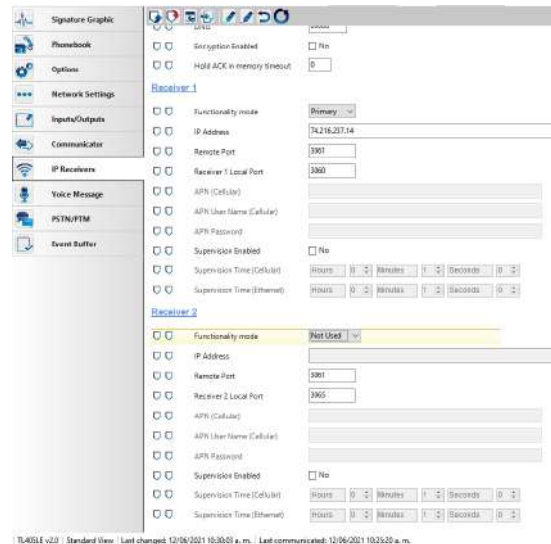 Signature Graphic
Phonebook
Options
Network Settings
Inputs/Outputs
Communicator
IP Receivers
Voice Message
PSTN/FTM
Event Buffer
Encryption Enabled No
Hold ACK in memory timeout 0
Receiver 1
Functionality mode Primary
IP Address 74.216.237.14
Remote Port 3061
Receiver 1 Local Port 3060
APN (Cellular)
APN User Name (Cellular)
APN Password
Supervision Enabled No
Supervision Time (Cellular) Hours 0 Minutes 1 Seconds 0
Supervision Time (Ethernet) Hours 0 Minutes 1 Seconds 0
Receiver 2
Functionality mode Not Used
IP Address
Remote Port 3061
Receiver 2 Local Port 3065
APN (Cellular)
APN User Name (Cellular)
APN Password
Supervision Enabled No
Supervision Time (Cellular) Hours 0 Minutes 1 Seconds 0
Supervision Time (Ethernet) Hours 0 Minutes 1 Seconds 0
TL405LE v2.0 Standard View Last changed: 12/06/2021 10:30:03 a. m. Last communicated: 12/06/2021 10:25:20 a. m.